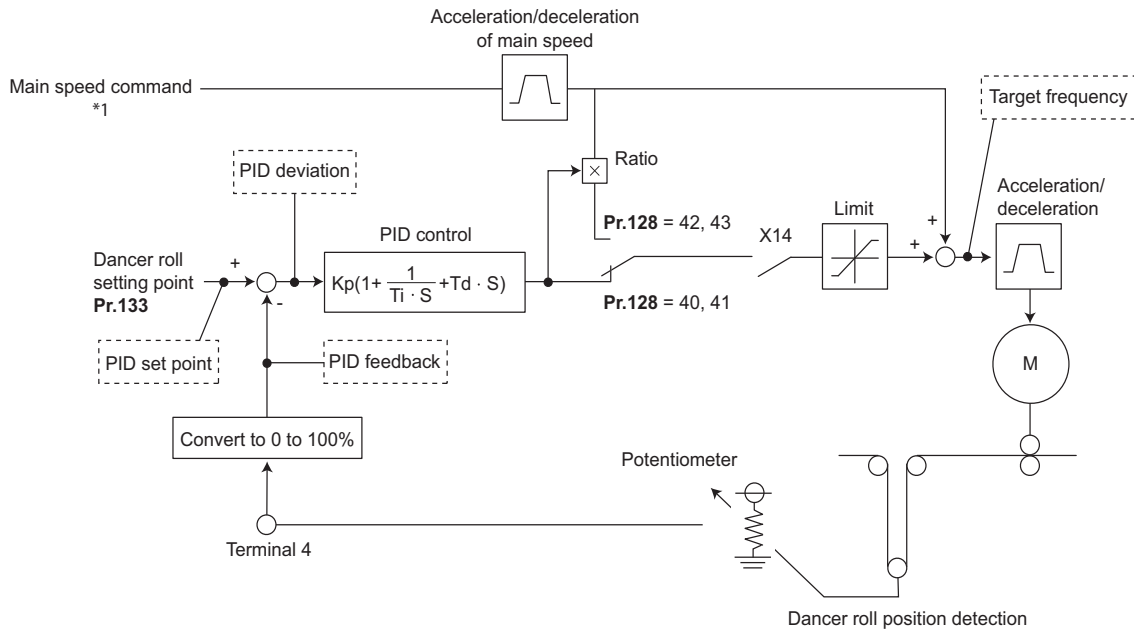 Acceleration/deceleration
of main speed
Main speed command
*1
Target frequency
PID deviation
Ratio
×
Acceleration/
deceleration
Pr.128 = 42, 43
Limit
PID control
X14
+
+
Dancer roll
setting point
Pr.133
+
-
Kp(1+ 1/Ti · S +Td · S)
Pr.128 = 40, 41
PID set point
PID feedback
M
Convert to 0 to 100%
Potentiometer
Terminal 4
Dancer roll position detection